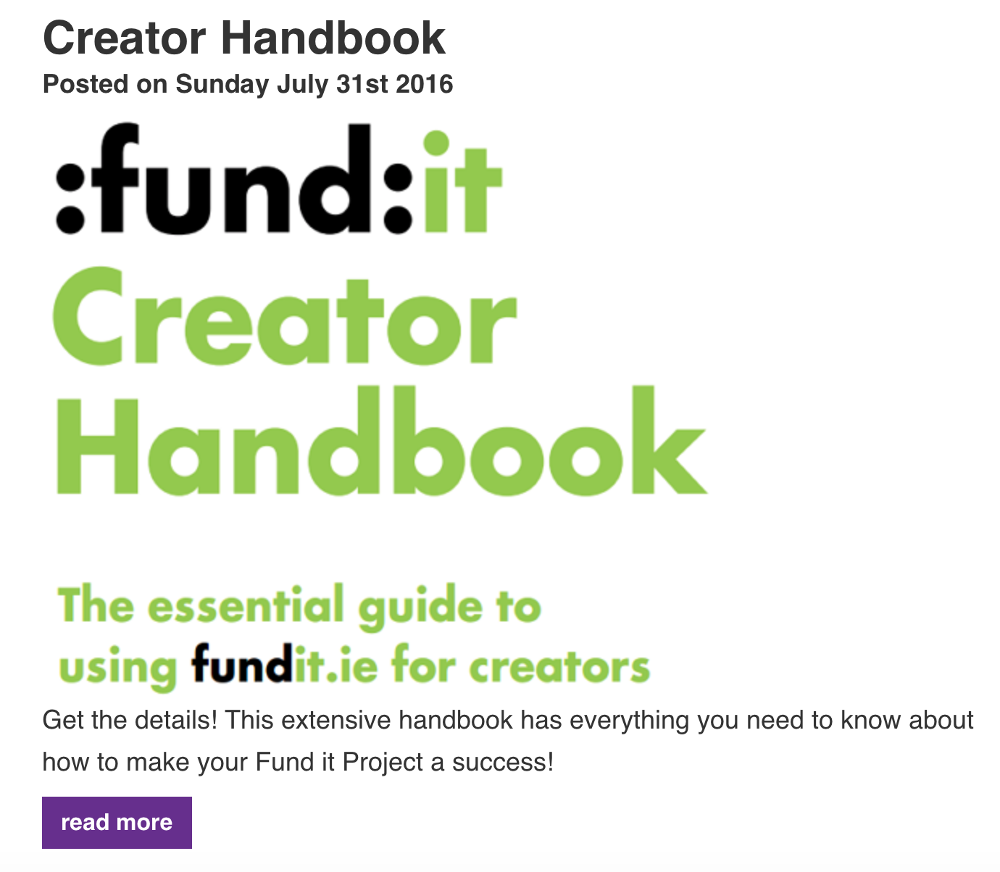 Creator Handbook
Posted on Sunday July 31st 2016
:fund:it
Creator
Handbook
The essential guide to
using fundit.ie for creators
Get the details! This extensive handbook has everything you need to know about
how to make your Fund it Project a success!
read more